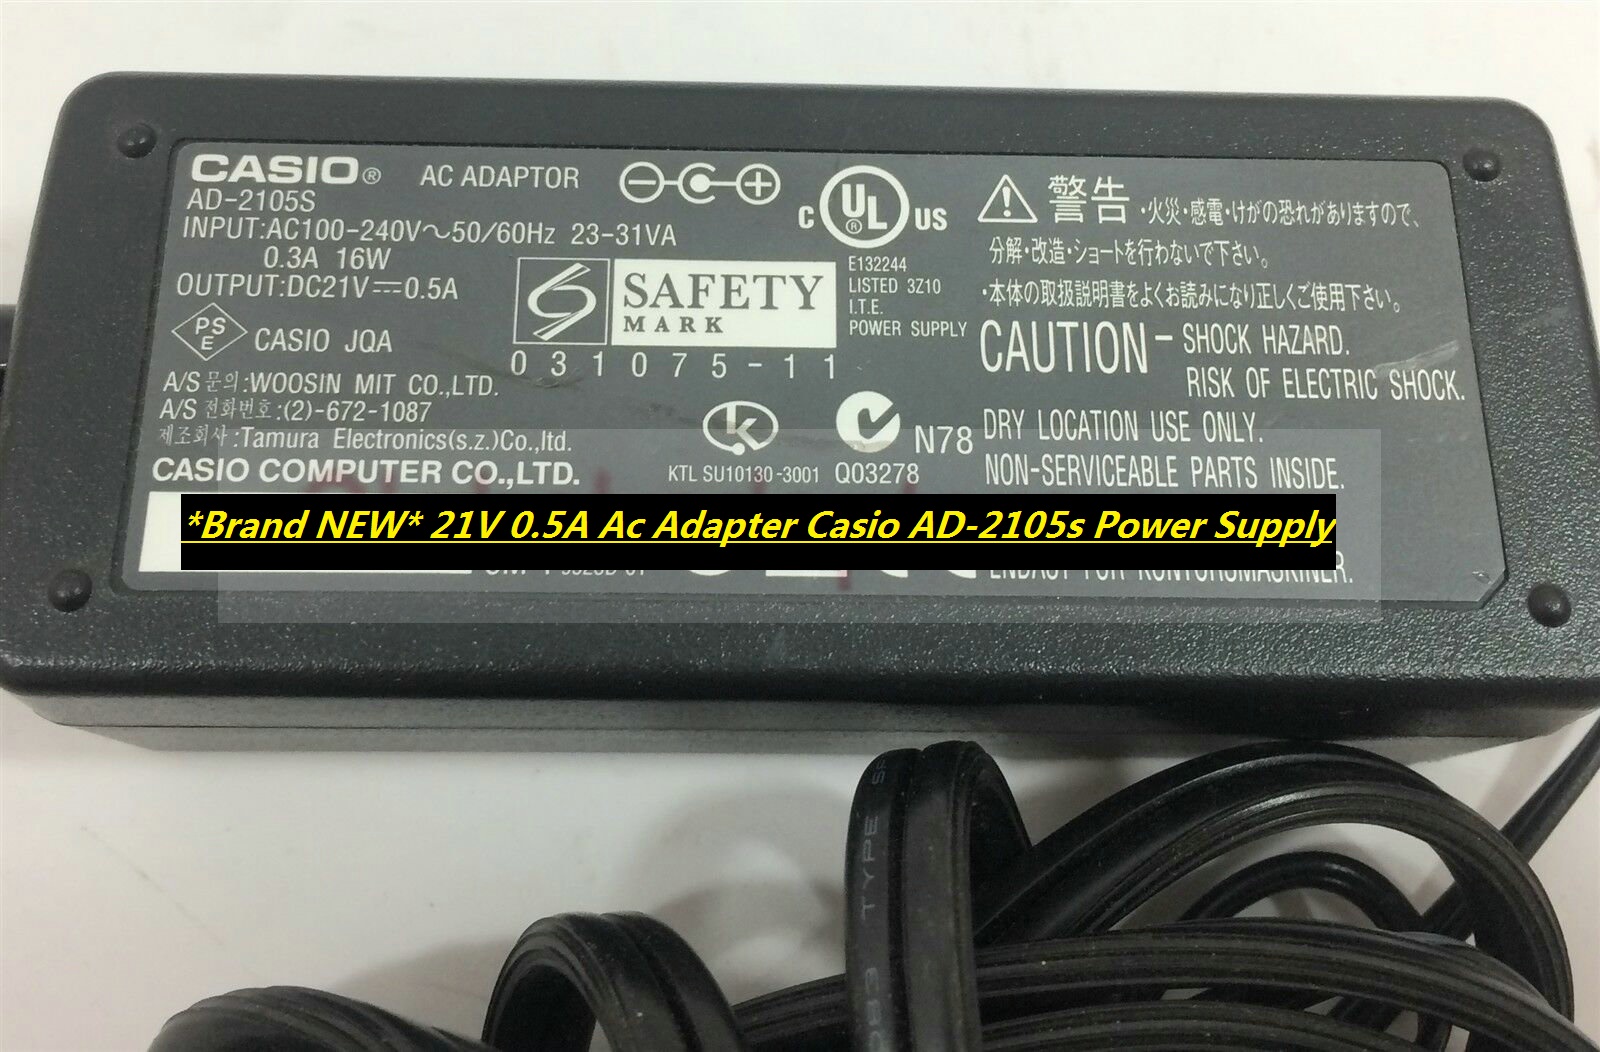 CASIO® AC ADAPTOR
AD-2105S
INPUT:AC100-240V～50/60Hz 23-31VA
0.3A 16W
OUTPUT:DC21V⎓0.5A
PS E CASIO JQA
A/S 문의:WOOSIN MIT CO.,LTD.
A/S 전화번호:(2)-672-1087
제조회사:Tamura Electronics(s.z.)Co.,ltd.
CASIO COMPUTER CO.,LTD.
SAFETY
MARK
031075-11
C UL® US
E132244
LISTED 3Z10
I.T.E.
POWER SUPPLY
KTL SU10130-3001
Q03278
N78
警告 ・火災・感電・けがの恐れがありますので、
分解・改造・ショートを行わないで下さい。
・本体の取扱説明書をよくお読みになり正しくご使用下さい。
CAUTION - SHOCK HAZARD.
RISK OF ELECTRIC SHOCK.
DRY LOCATION USE ONLY.
NON-SERVICEABLE PARTS INSIDE.
*Brand NEW* 21V 0.5A Ac Adapter Casio AD-2105s Power Supply
ENDAST FÖR KONTORSMASKINER.
TYPE